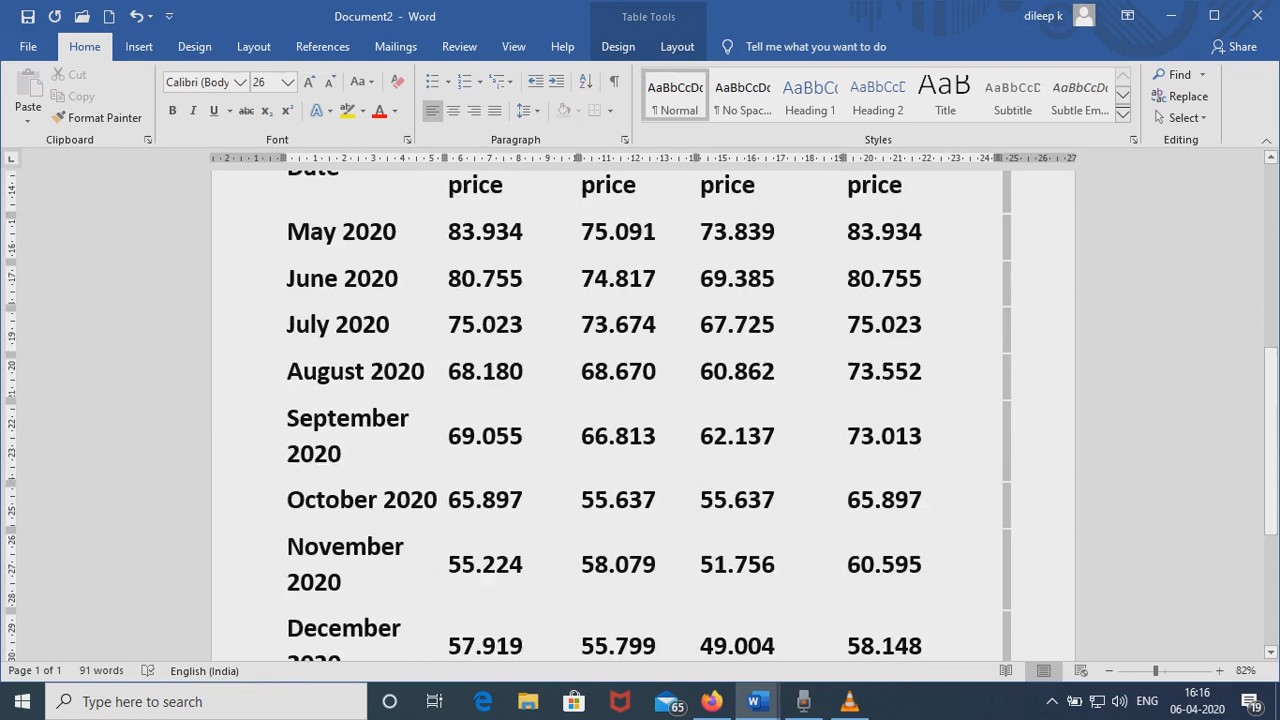 Document2 - Word
Table Tools
dileep k
File Home Insert Design Layout References Mailings Review View Help Design Layout Tell me what you want to do Share
Paste
Cut
Copy
Format Painter
Clipboard
Calibri (Body 26
Font
Paragraph
AaBbCcDc AaBbCcDc AaBbCc AaBbCcD AaB AaBbCcD AaBbCcDc
¶ Normal ¶ No Spac... Heading 1 Heading 2 Title Subtitle Subtle Em...
Styles
Find
Replace
Select
Editing
Date price price price price
May 2020 83.934 75.091 73.839 83.934
June 2020 80.755 74.817 69.385 80.755
July 2020 75.023 73.674 67.725 75.023
August 2020 68.180 68.670 60.862 73.552
September
2020 69.055 66.813 62.137 73.013
October 2020 65.897 55.637 55.637 65.897
November
2020 55.224 58.079 51.756 60.595
December
2020 57.919 55.799 49.004 58.148
Page 1 of 1 91 words English (India) 82%
Type here to search
65
ENG
16:16
06-04-2020
19